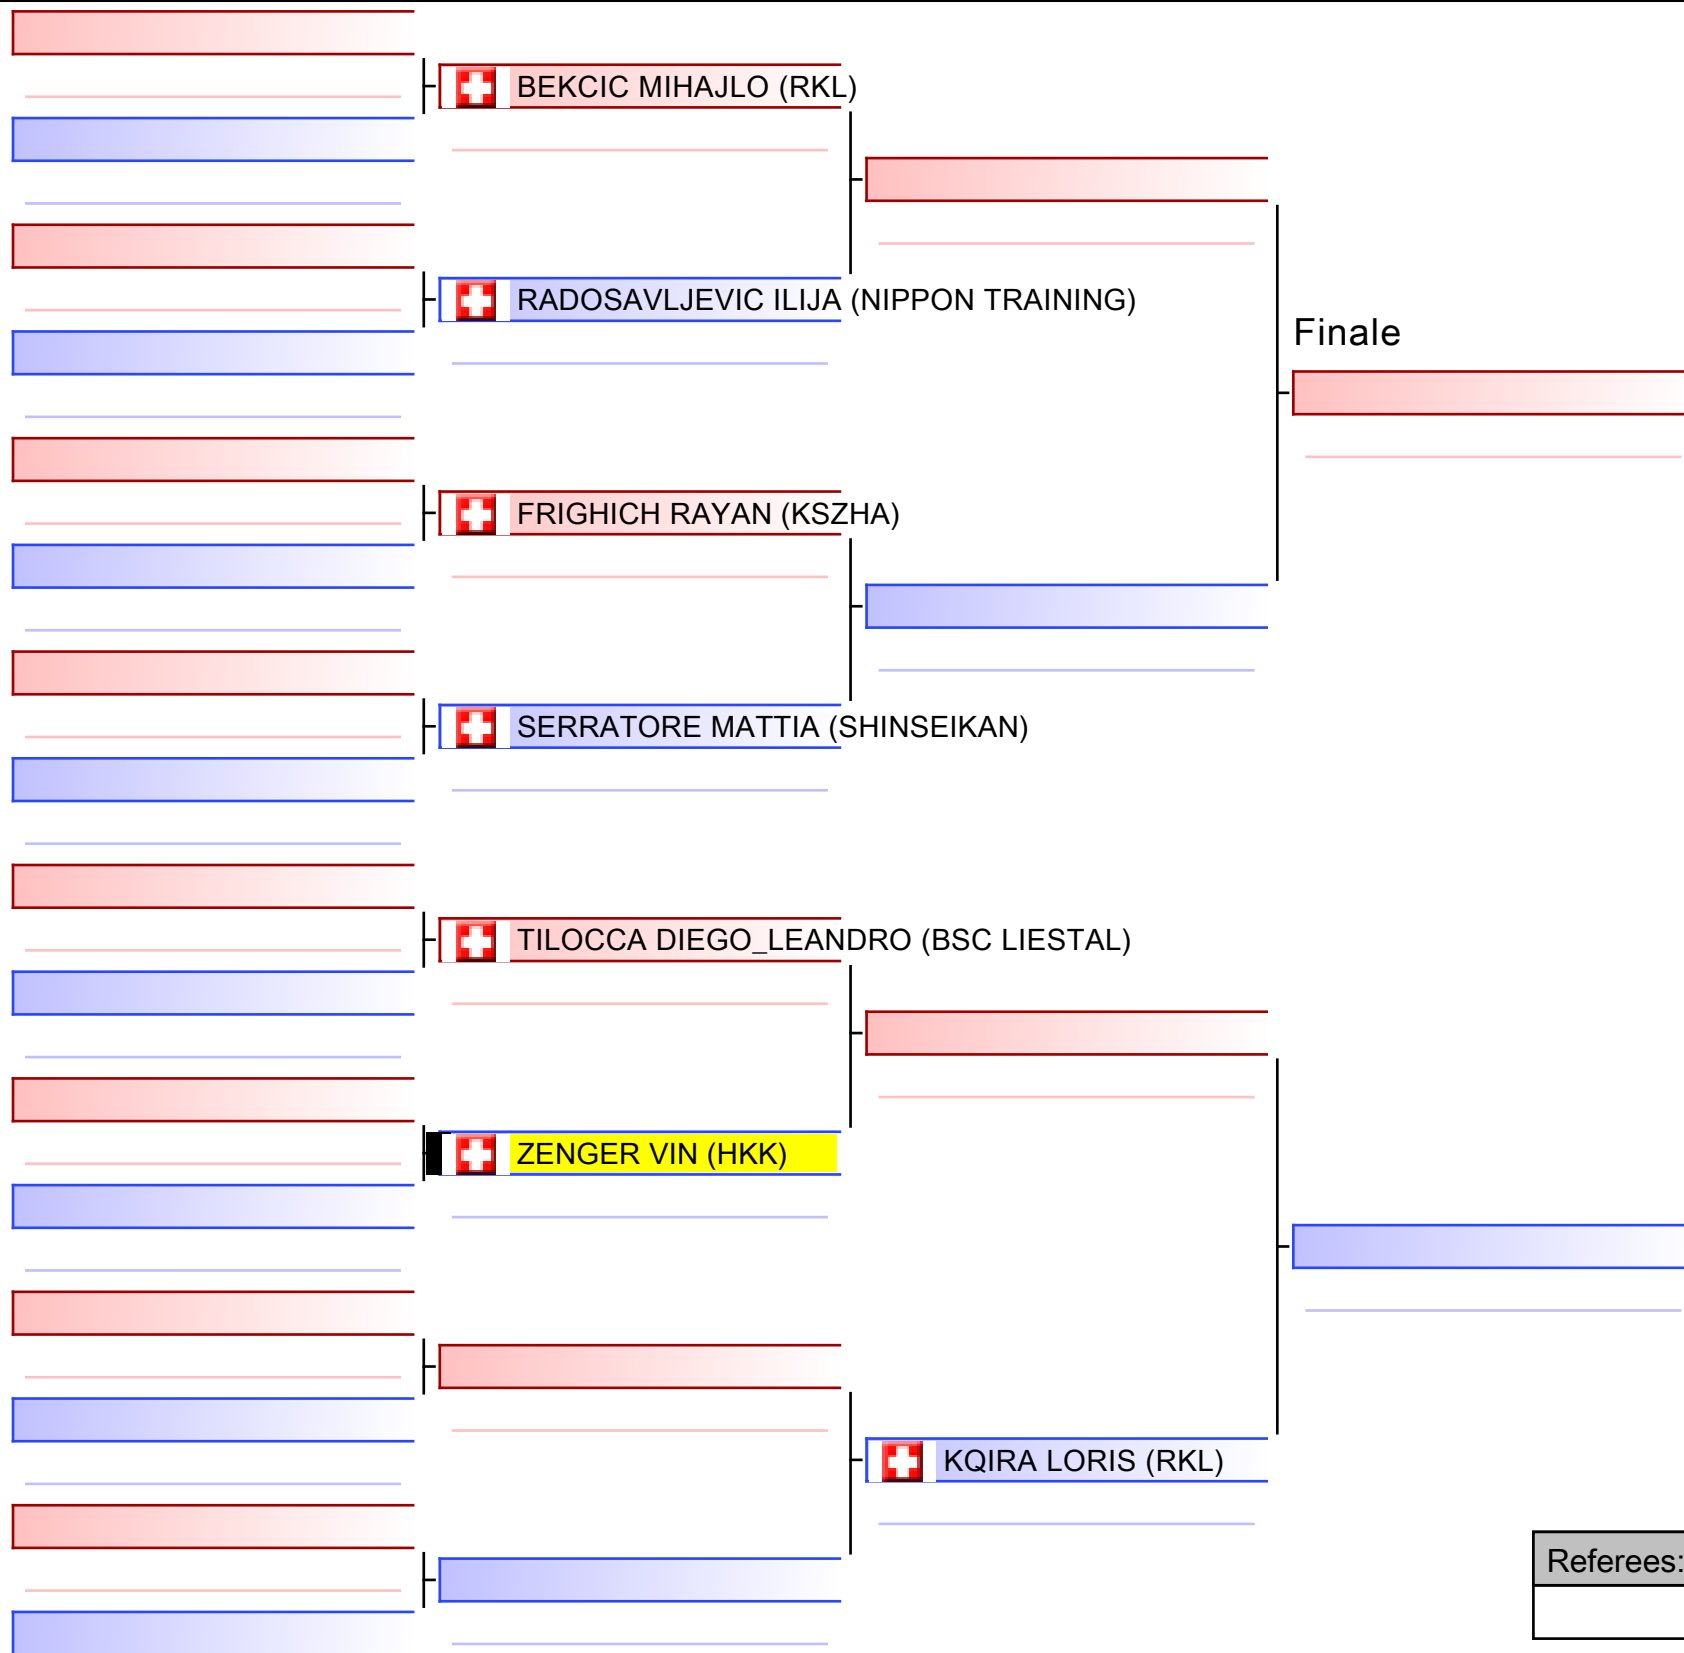 BEKCIC MIHAJLO (RKL)
RADOSAVLJEVIC ILIJA (NIPPON TRAINING)
Finale
FRIGHICH RAYAN (KSZHA)
SERRATORE MATTIA (SHINSEIKAN)
TILOCCA DIEGO_LEANDRO (BSC LIESTAL)
ZENGER VIN (HKK)
KQIRA LORIS (RKL)
Referees: